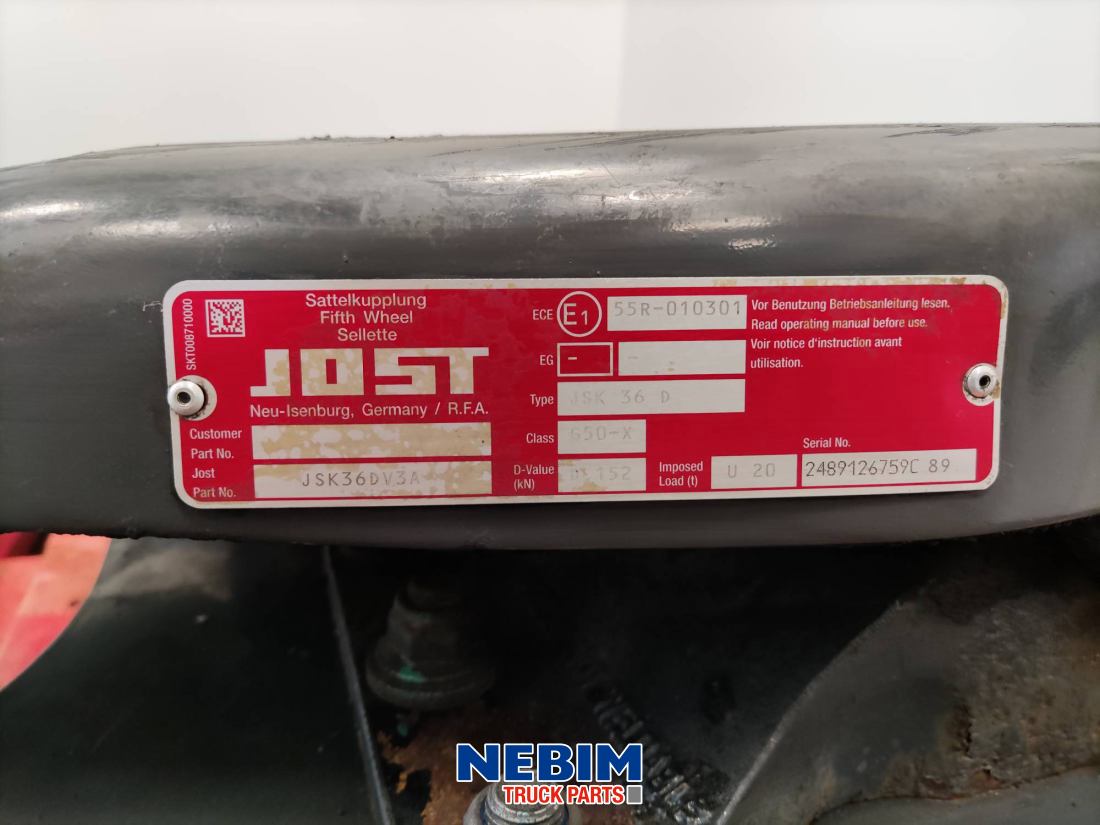 SKT008710000
Sattelkupplung
Fifth Wheel
Sellette
JOST
Neu-Isenburg, Germany / R.F.A.
Customer
Part No.
Jost
Part No.
JSK36DV3A
ECE E1 55R-010301
EG - -
Type JSK 36 D
Class G50-X
D-Value
(kN)
D 152
Imposed
Load (t)
U 20
Vor Benutzung Betriebsanleitung lesen.
Read operating manual before use.
Voir notice d'instruction avant
utilisation.
Serial No.
2489126759C 89
NEBIM
TRUCK PARTS